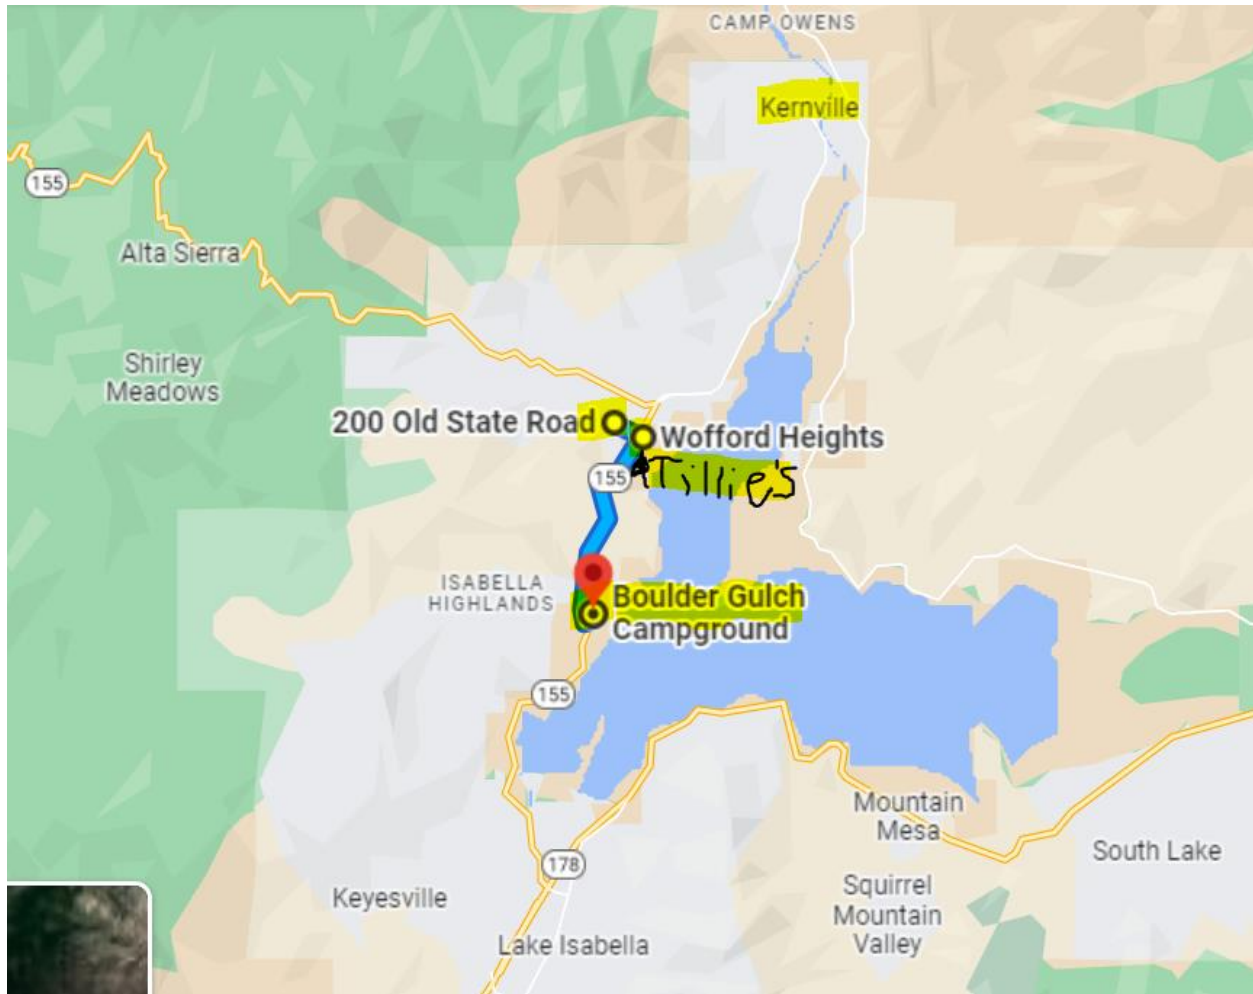 CAMP OWENS
Kernville
155
Alta Sierra
Shirley
Meadows
200 Old State Road
Wofford Heights
155
Tillie's
ISABELLA
HIGHLANDS
Boulder Gulch
Campground
155
Mountain
Mesa
178
South Lake
Keyesville
Squirrel
Mountain
Valley
Lake Isabella